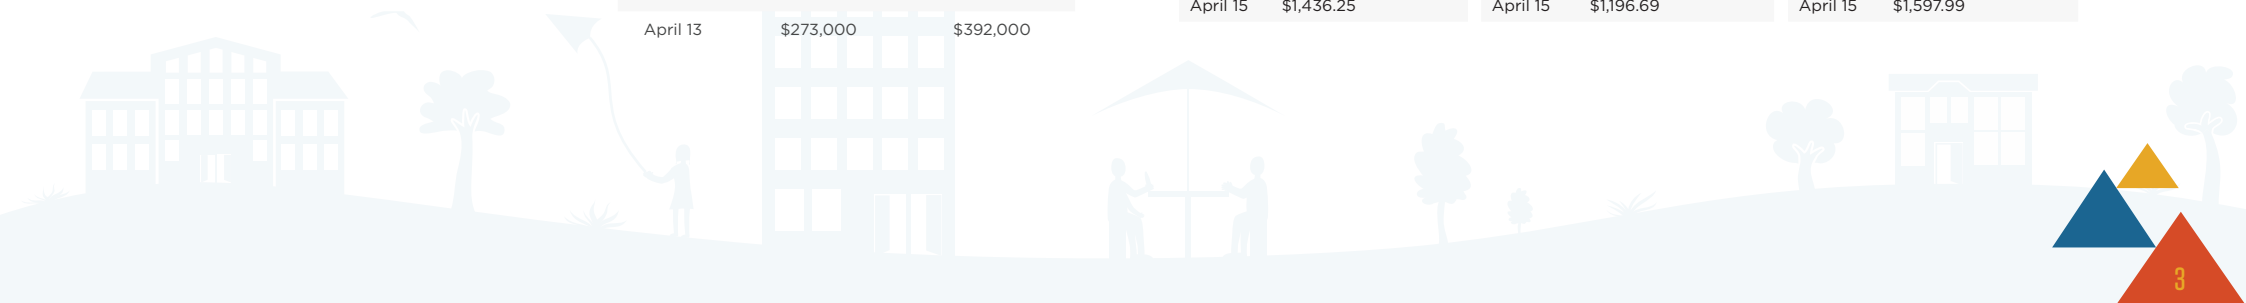 April 15 $1,436.25 April 15 $1,196.69 April 15 $1,597.99
April 13 $273,000 $392,000
3